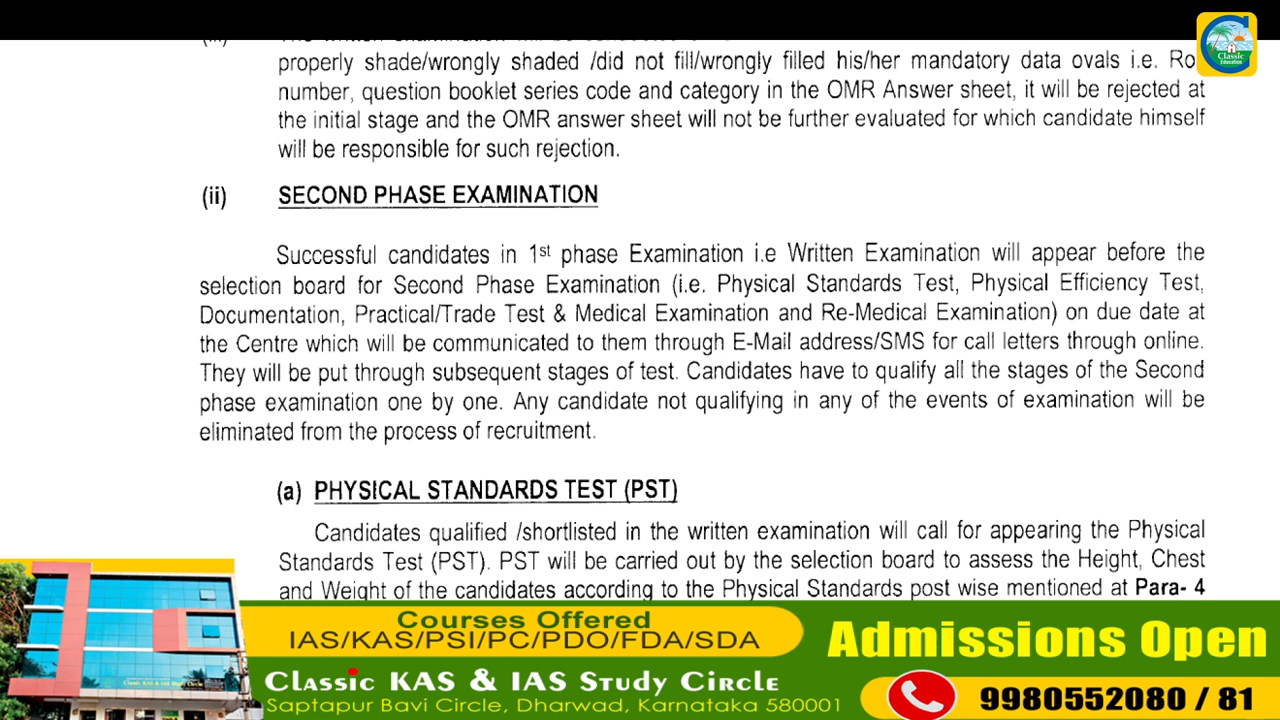 properly shade/wrongly shaded /did not fill/wrongly filled his/her mandatory data ovals i.e.
number, question booklet series code and category in the OMR Answer sheet, it will be rejected at
the initial stage and the OMR answer sheet will not be further evaluated for which candidate himself
will be responsible for such rejection.
(ii) SECOND PHASE EXAMINATION
Successful candidates in 1st phase Examination i.e Written Examination will appear before the
selection board for Second Phase Examination (i.e. Physical Standards Test, Physical Efficiency Test,
Documentation, Practical/Trade Test & Medical Examination and Re-Medical Examination) on due date at
the Centre which will be communicated to them through E-Mail address/SMS for call letters through online.
They will be put through subsequent stages of test. Candidates have to qualify all the stages of the Second
phase examination one by one. Any candidate not qualifying in any of the events of examination will be
eliminated from the process of recruitment.
(a) PHYSICAL STANDARDS TEST (PST)
Candidates qualified /shortlisted in the written examination will call for appearing the Physical
Standards Test (PST). PST will be carried out by the selection board to assess the Height, Chest
and Weight of the candidates according to the Physical Standards post wise mentioned at Para- 4
Classic
Education
Courses Offered
IAS/KAS/PSI/PC/PDO/FDA/SDA
Classic KAS & IAS Study Circle
Saptapur Bavi Circle, Dharwad, Karnataka 580001
Admissions Open
9980552080 / 81